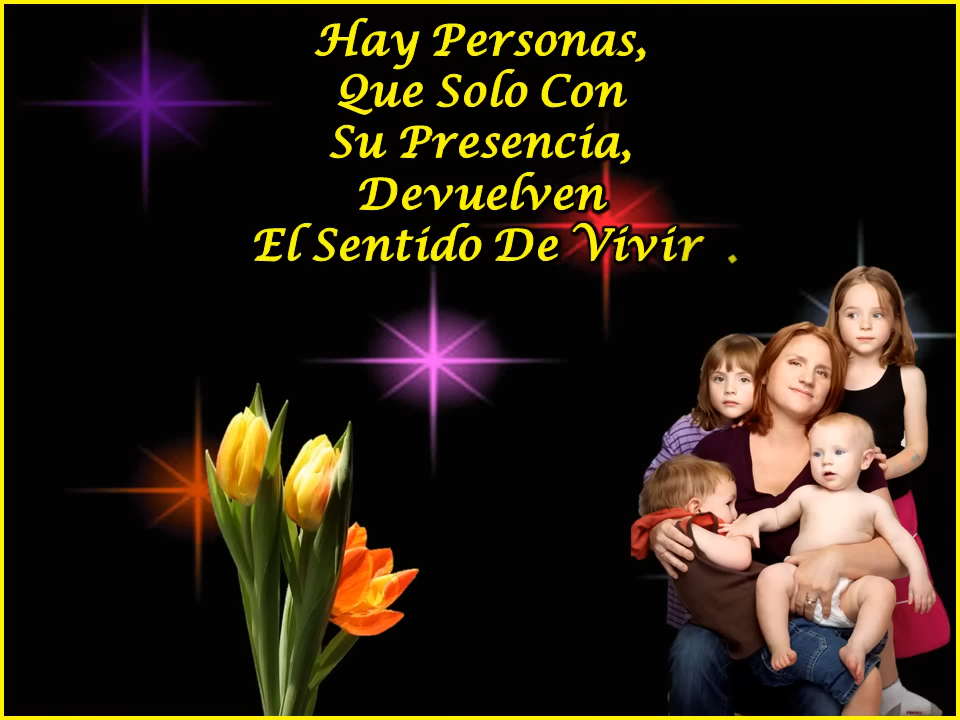 Hay Personas,
Que Solo Con
Su Presencia,
Devuelven
El Sentido De Vivir .